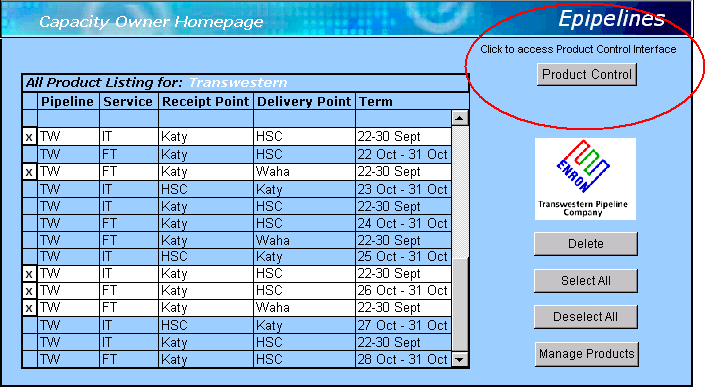 Capacity Owner Homepage
Epipelines
Click to access Product Control Interface
Product Control
All Product Listing for: Transwestern
Pipeline Service Receipt Point Delivery Point Term
x TW IT Katy HSC 22-30 Sept
TW FT Katy HSC 22 Oct - 31 Oct
x TW FT Katy Waha 22-30 Sept
TW IT HSC Katy 23 Oct - 31 Oct
TW IT Katy HSC 22-30 Sept
TW FT Katy HSC 24 Oct - 31 Oct
TW FT Katy Waha 22-30 Sept
TW IT HSC Katy 25 Oct - 31 Oct
x TW IT Katy HSC 22-30 Sept
x TW FT Katy HSC 26 Oct - 31 Oct
x TW FT Katy Waha 22-30 Sept
TW IT HSC Katy 27 Oct - 31 Oct
TW IT Katy HSC 22-30 Sept
TW FT Katy HSC 28 Oct - 31 Oct
ENRON
Transwestern Pipeline
Company
Delete
Select All
Deselect All
Manage Products